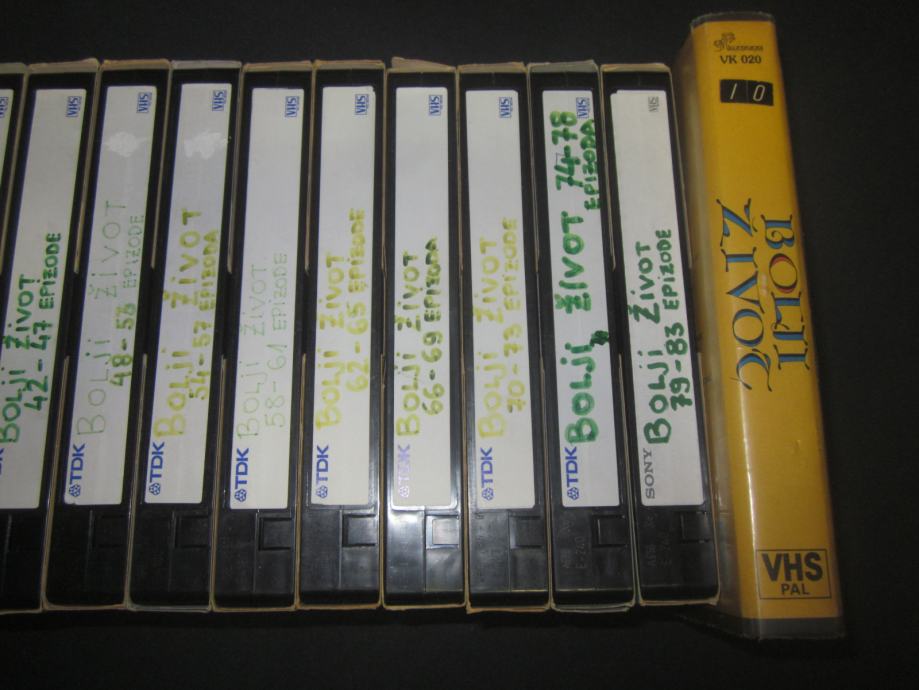 VHS
BOLJI ŽIVOT
42-47 EPIZODE
TDK
VHS
BOLJI ŽIVOT
48-53 EPIZODE
TDK
VHS
BOLJI ŽIVOT
54-57 EPIZODA
TDK
VHS
BOLJI ŽIVOT
58-61 EPIZODE
TDK
VHS
BOLJI ŽIVOT
62-65 EPIZODE
TDK
VHS
BOLJI ŽIVOT
66-69 EPIZODA
TDK
VHS
BOLJI ŽIVOT
70-73 EPIZODE
TDK
VHS
BOLJI ŽIVOT 74-78
EPIZODA
TDK
VHS
BOLJI ŽIVOT
79-83 EPIZODE
SONY
VK 020
10
BOLJI
ŽIVOT
VHS
PAL